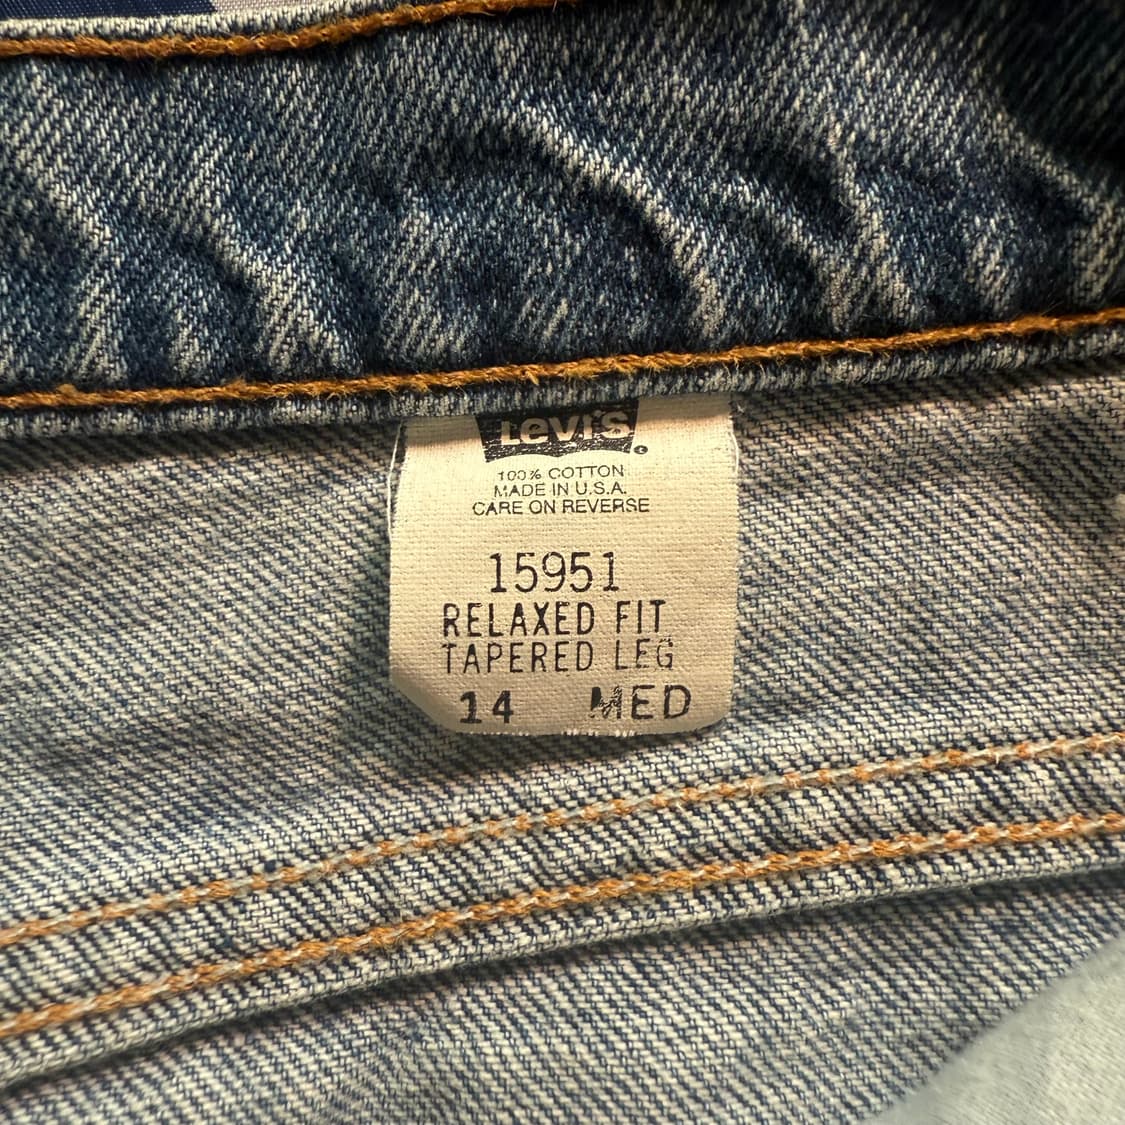 Levi's
100% COTTON
MADE IN U.S.A.
CARE ON REVERSE
15951
RELAXED FIT
TAPERED LEG
14 MED